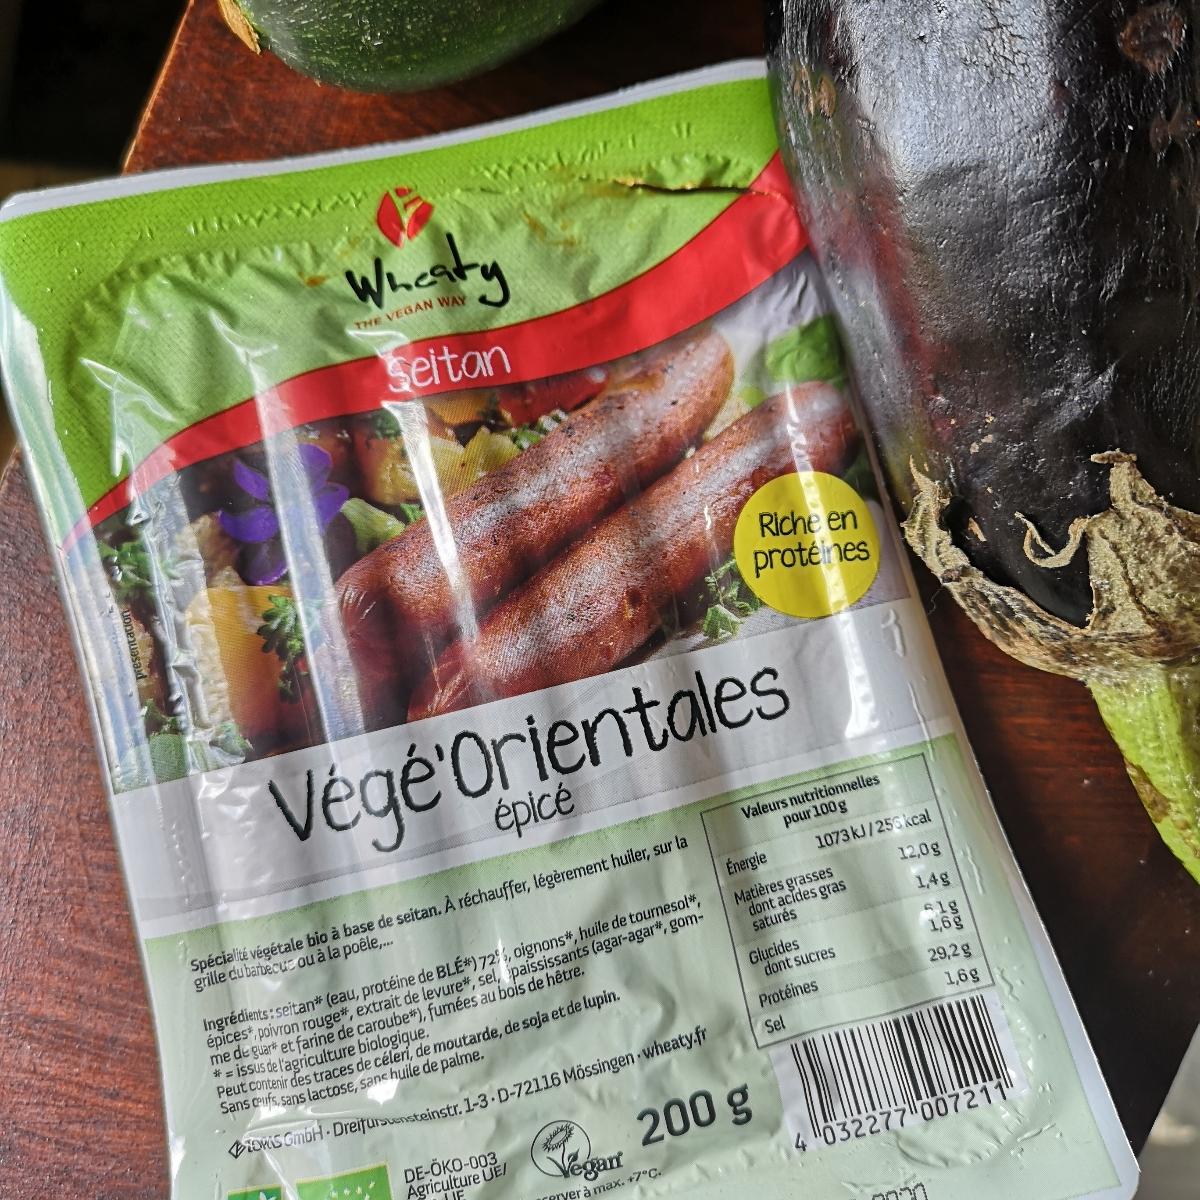 Wheaty
THE VEGAN WAY
seitan
Riche en
protéines
Végé'Orientales
épicé
Présentation
Spécialité végétale bio à base de seitan. À réchauffer, légèrement huiler, sur la
grille du barbecue ou à la poêle,...
Ingrédients: seitan* (eau, protéine de BLÉ*) 72%, oignons*, huile de tournesol*,
épices*, poivron rouge*, extrait de levure*, sel, épaississants (agar-agar*, gom-
me de guar* et farine de caroube*), fumées au bois de hêtre.
* = issus de l'agriculture biologique.
Peut contenir des traces de céleri, de moutarde, de soja et de lupin.
Sans œufs, sans lactose, sans huile de palme.
GmbH · Dreifürstensteinstr. 1-3 · D-72116 Mössingen · wheaty.fr
Valeurs nutritionnelles
pour 100 g
Énergie 1073 kJ / 256 kcal
Matières grasses 12,0 g
dont acides gras
saturés 1,4 g
Glucides 6,1 g
dont sucres 1,6 g
Protéines 29,2 g
Sel 1,6 g
4 032277 007211
200 g
Vegan
DE-ÖKO-003
Agriculture UE/
UE
à max. +7°C.